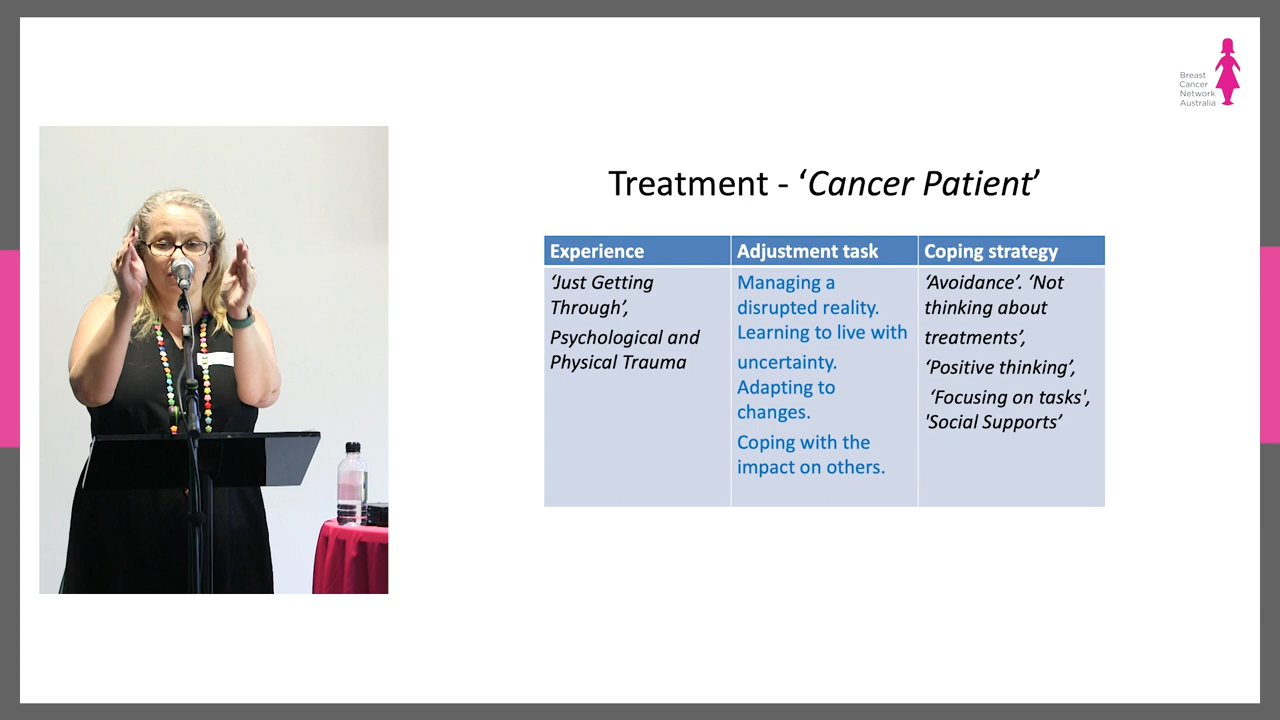 Breast
Cancer
Network
Australia
Treatment - ‘Cancer Patient’
Experience
Adjustment task
Coping strategy
‘Just Getting
Through’,
Psychological and
Physical Trauma
Managing a
disrupted reality.
Learning to live with
uncertainty.
Adapting to
changes.
Coping with the
impact on others.
‘Avoidance’. ‘Not
thinking about
treatments’,
‘Positive thinking’,
‘Focusing on tasks',
'Social Supports’